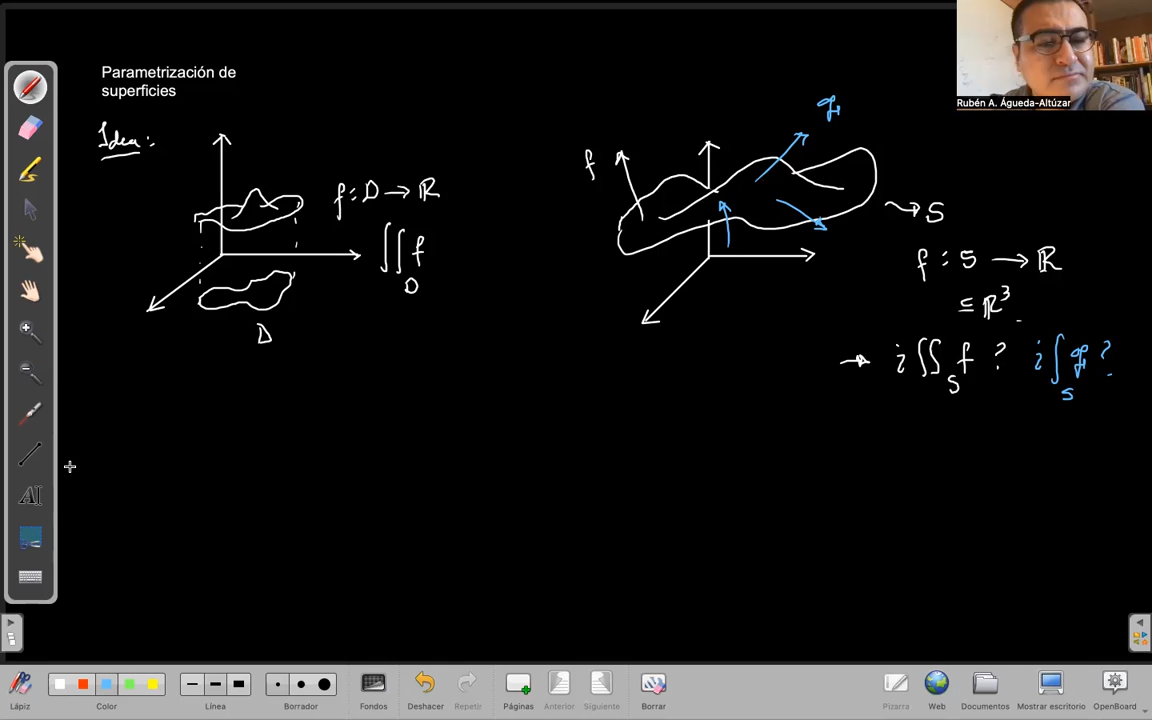 Parametrización de
superficies
Idea:
f: D → ℝ
∫∫ f
D
D
f
g
→ S
f : S → ℝ
⊆ ℝ³
→ ¿∫∫ f ?
S
¿∫ g ?
S
Rubén A. Águeda-Altúzar
Lápiz
Color
Línea
Borrador
Fondos
Deshacer
Repetir
Páginas
Anterior
Siguiente
Borrar
Pizarra
Web
Documentos
Mostrar escritorio
OpenBoard